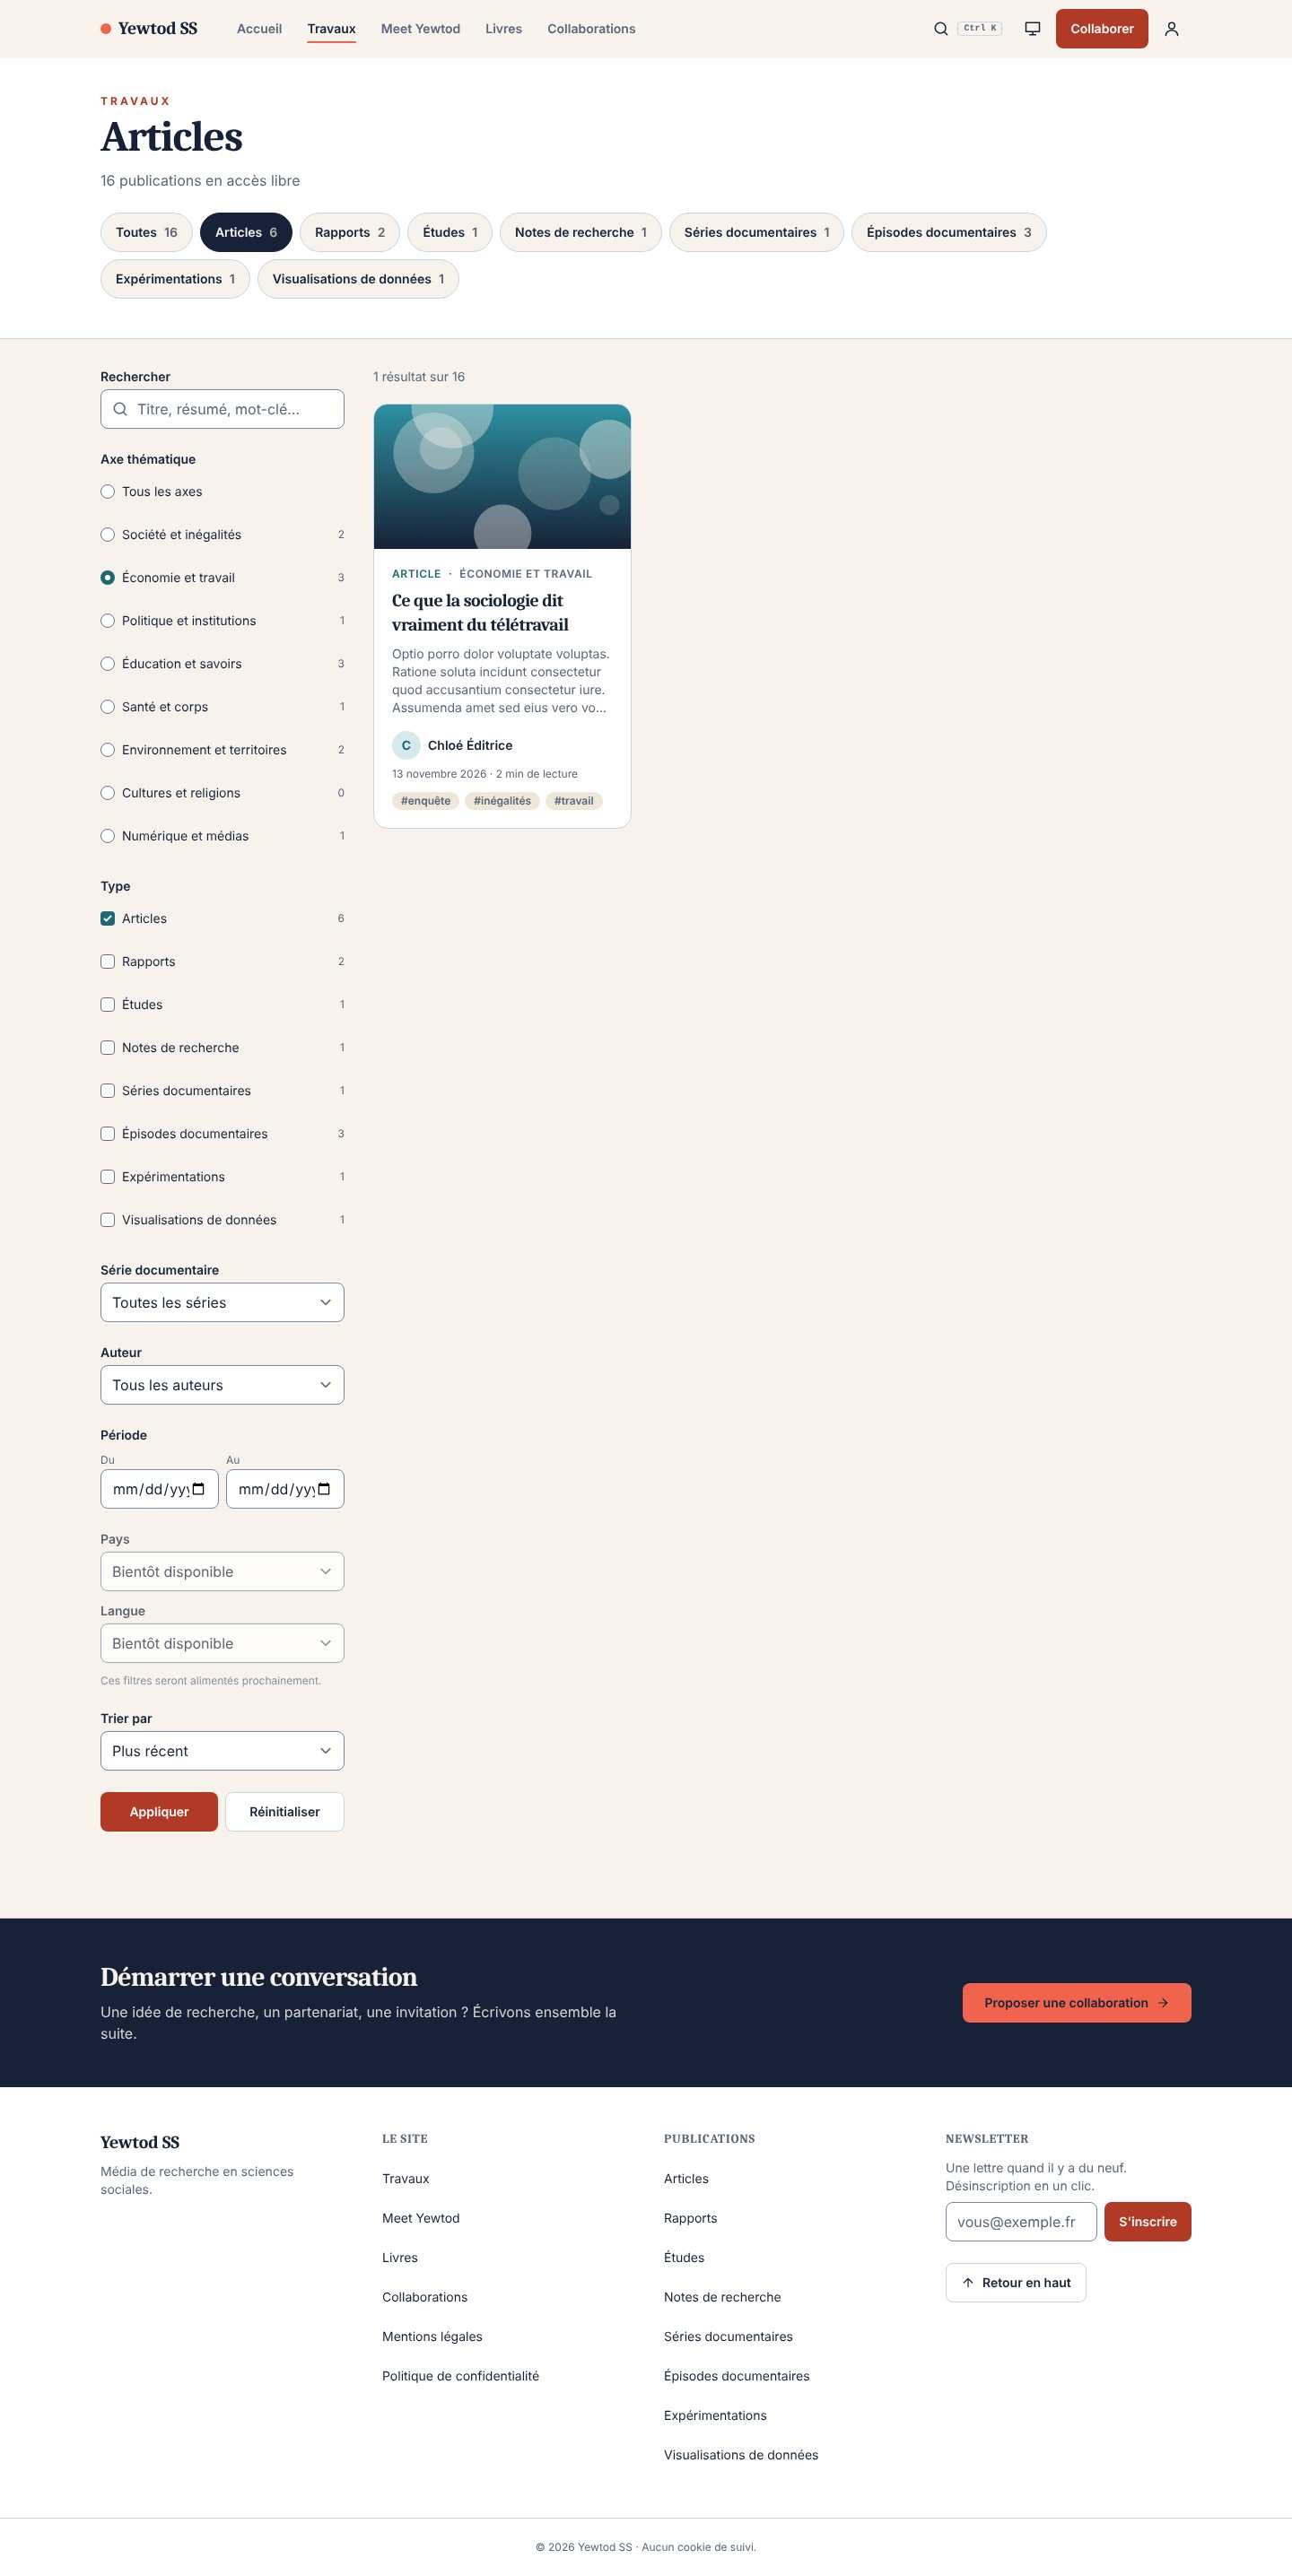 Yewtod SS
Accueil
Travaux
Meet Yewtod
Livres
Collaborations
Ctrl K
Collaborer
TRAVAUX
Articles
16 publications en accès libre
Toutes 16
Articles 6
Rapports 2
Études 1
Notes de recherche 1
Séries documentaires 1
Épisodes documentaires 3
Expérimentations 1
Visualisations de données 1
Rechercher
Titre, résumé, mot-clé...
Axe thématique
Tous les axes
Société et inégalités 2
Économie et travail 3
Politique et institutions 1
Éducation et savoirs 3
Santé et corps 1
Environnement et territoires 2
Cultures et religions 0
Numérique et médias 1
Type
Articles 6
Rapports 2
Études 1
Notes de recherche 1
Séries documentaires 1
Épisodes documentaires 3
Expérimentations 1
Visualisations de données 1
Série documentaire
Toutes les séries
Auteur
Tous les auteurs
Période
Du
Au
mm/dd/yyy
mm/dd/yyy
Pays
Bientôt disponible
Langue
Bientôt disponible
Ces filtres seront alimentés prochainement.
Trier par
Plus récent
Appliquer
Réinitialiser
1 résultat sur 16
ARTICLE · ÉCONOMIE ET TRAVAIL
Ce que la sociologie dit
vraiment du télétravail
Optio porro dolor voluptate voluptas.
Ratione soluta incidunt consectetur
quod accusantium consectetur iure.
Assumenda amet sed eius vero vo...
C
Chloé Éditrice
13 novembre 2026 · 2 min de lecture
#enquête
#inégalités
#travail
Démarrer une conversation
Une idée de recherche, un partenariat, une invitation ? Écrivons ensemble la
suite.
Proposer une collaboration
Yewtod SS
Média de recherche en sciences
sociales.
LE SITE
Travaux
Meet Yewtod
Livres
Collaborations
Mentions légales
Politique de confidentialité
PUBLICATIONS
Articles
Rapports
Études
Notes de recherche
Séries documentaires
Épisodes documentaires
Expérimentations
Visualisations de données
NEWSLETTER
Une lettre quand il y a du neuf.
Désinscription en un clic.
vous@exemple.fr
S'inscrire
Retour en haut
© 2026 Yewtod SS · Aucun cookie de suivi.